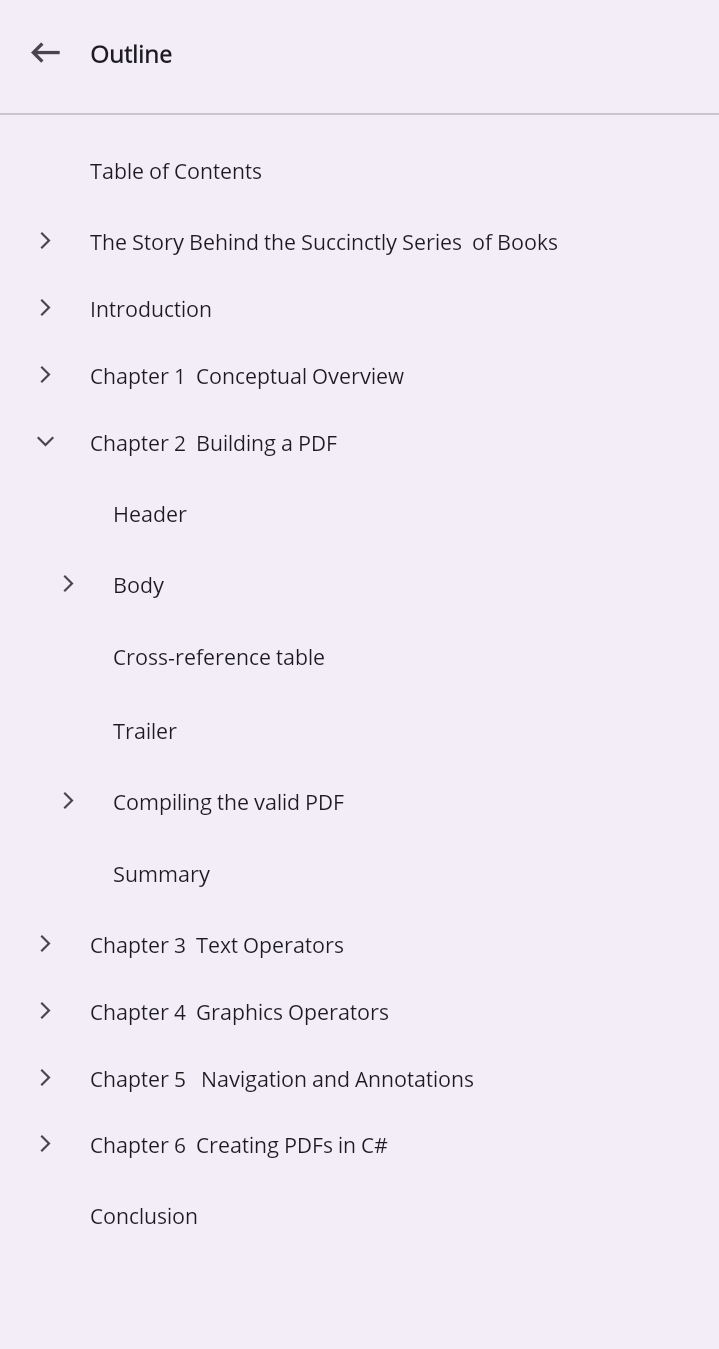 Outline
Table of Contents
The Story Behind the Succinctly Series  of Books
Introduction
Chapter 1  Conceptual Overview
Chapter 2  Building a PDF
Header
Body
Cross-reference table
Trailer
Compiling the valid PDF
Summary
Chapter 3  Text Operators
Chapter 4  Graphics Operators
Chapter 5   Navigation and Annotations
Chapter 6  Creating PDFs in C#
Conclusion